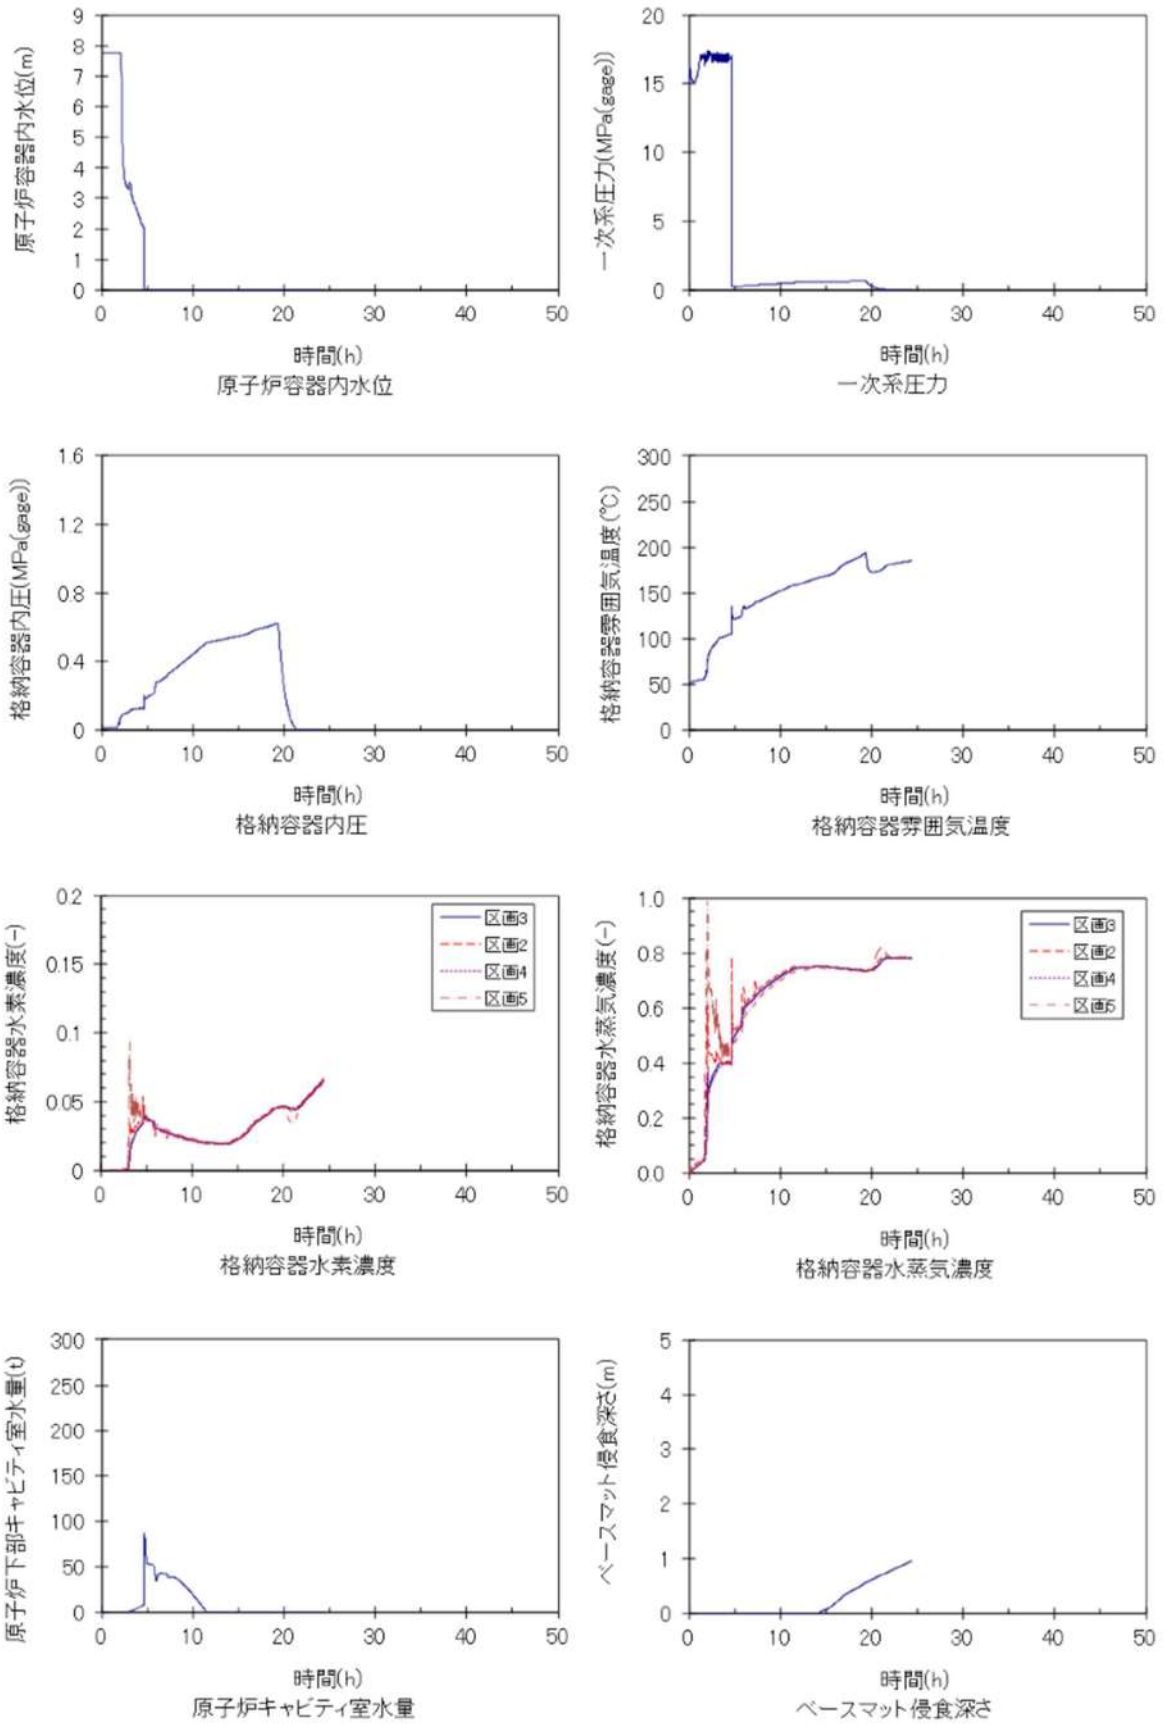 原子炉容器内水位(m)
9
8
7
6
5
4
3
2
1
0
0 10 20 30 40 50
時間(h)
原子炉容器内水位
一次系圧力(MPa(gage))
20
15
10
5
0
0 10 20 30 40 50
時間(h)
一次系圧力
格納容器内圧(MPa(gage))
1.6
1.2
0.8
0.4
0
0 10 20 30 40 50
時間(h)
格納容器内圧
格納容器雰囲気温度(℃)
300
250
200
150
100
50
0
0 10 20 30 40 50
時間(h)
格納容器雰囲気温度
格納容器水素濃度(-)
0.2
0.15
0.1
0.05
0
区画3
区画2
区画4
区画5
0 10 20 30 40 50
時間(h)
格納容器水素濃度
格納容器水蒸気濃度(-)
1.0
0.8
0.6
0.4
0.2
0.0
区画3
区画2
区画4
区画5
0 10 20 30 40 50
時間(h)
格納容器水蒸気濃度
原子炉下部キャビティ室水量(t)
300
250
200
150
100
50
0
0 10 20 30 40 50
時間(h)
原子炉キャビティ室水量
ベースマット侵食深さ(m)
5
4
3
2
1
0
0 10 20 30 40 50
時間(h)
ベースマット侵食深さ